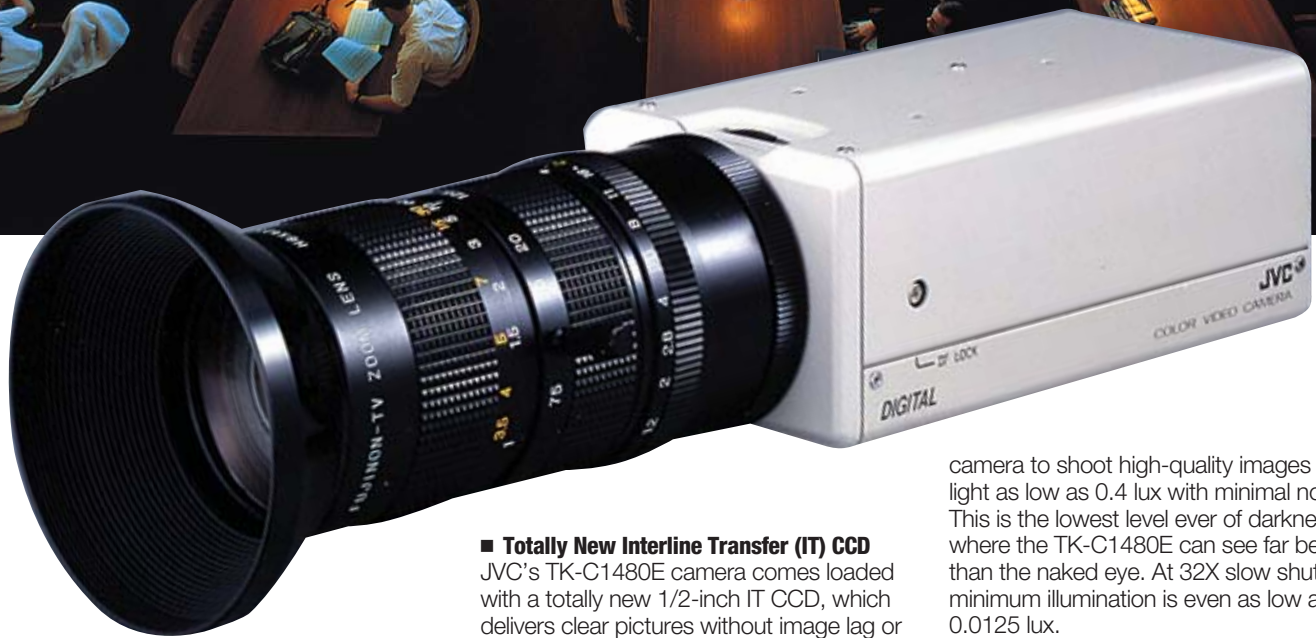 FUJINON-TV ZOOM LENS
JVC
COLOR VIDEO CAMERA
LOCK
DIGITAL
■ Totally New Interline Transfer (IT) CCD
JVC's TK-C1480E camera comes loaded
with a totally new 1/2-inch IT CCD, which
delivers clear pictures without image lag or
camera to shoot high-quality images
light as low as 0.4 lux with minimal no
This is the lowest level ever of darkne
where the TK-C1480E can see far be
than the naked eye. At 32X slow shut
minimum illumination is even as low a
0.0125 lux.